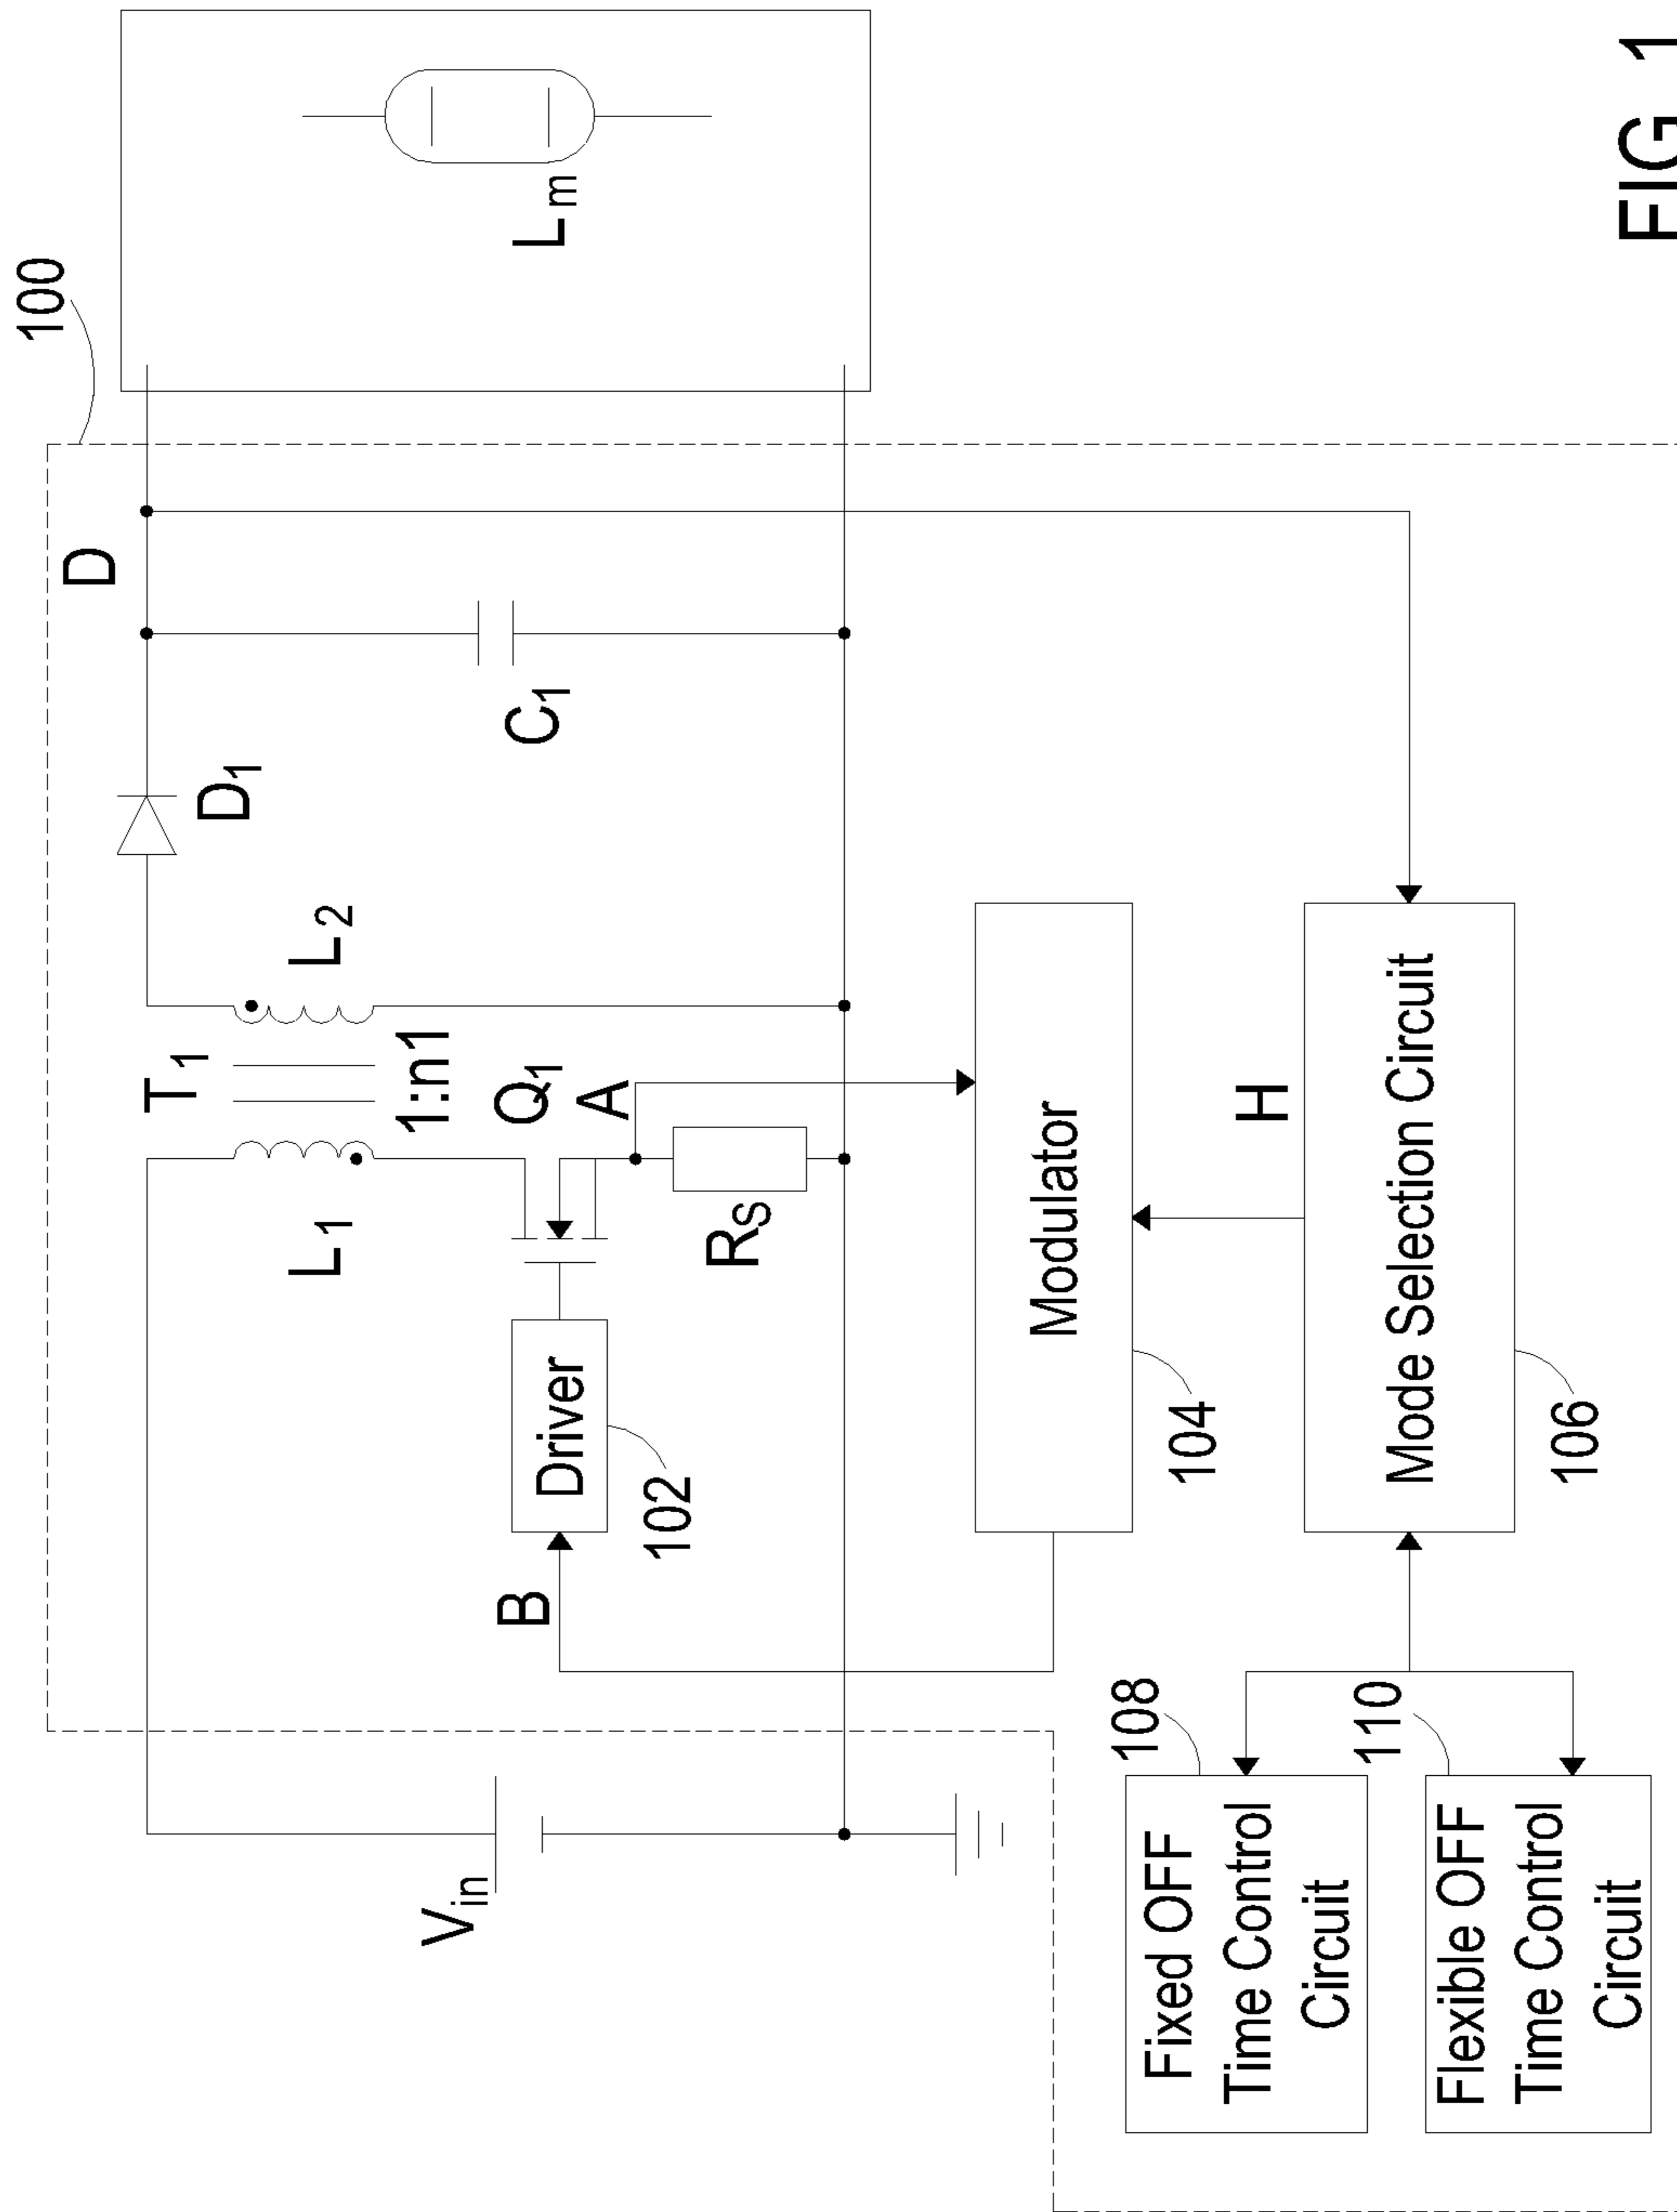 100
D
T1
L1
L2
1:n1
D1
C1
Lm
Vin
Q1
A
B
Driver
102
RS
Modulator
104
H
Mode Selection Circuit
106
108
Fixed OFF
Time Control
Circuit
110
Flexible OFF
Time Control
Circuit
FIG 1